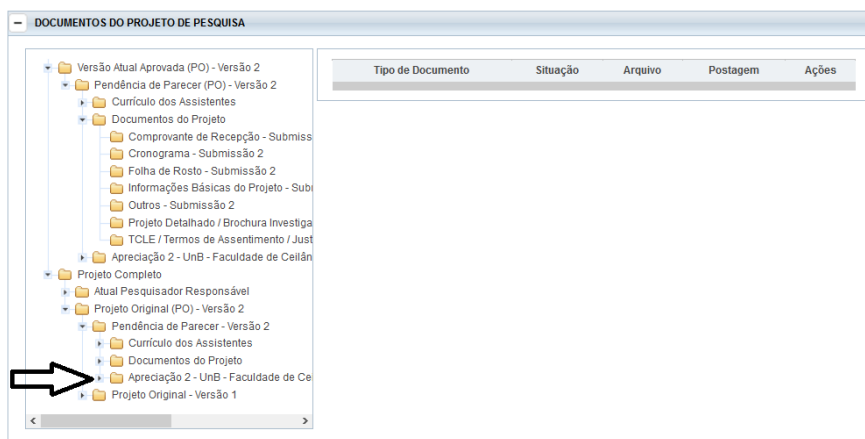 DOCUMENTOS DO PROJETO DE PESQUISA
Versão Atual Aprovada (PO) - Versão 2
Pendência de Parecer (PO) - Versão 2
Currículo dos Assistentes
Documentos do Projeto
Comprovante de Recepção - Submiss
Cronograma - Submissão 2
Folha de Rosto - Submissão 2
Informações Básicas do Projeto - Sub
Outros - Submissão 2
Projeto Detalhado / Brochura Investiga
TCLE / Termos de Assentimento / Just
Apreciação 2 - UnB - Faculdade de Ceilân
Projeto Completo
Atual Pesquisador Responsável
Projeto Original (PO) - Versão 2
Pendência de Parecer - Versão 2
Currículo dos Assistentes
Documentos do Projeto
Apreciação 2 - UnB - Faculdade de Ce
Projeto Original - Versão 1
Tipo de Documento Situação Arquivo Postagem Ações